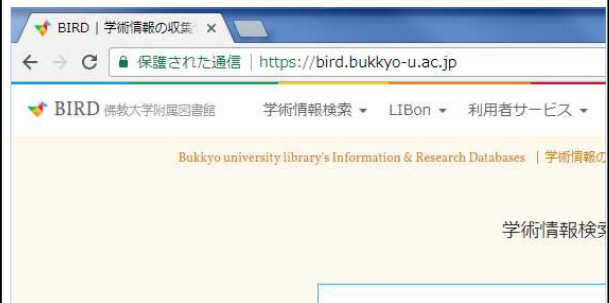 BIRD | 学術情報の収集
保護された通信 | https://bird.bukkyo-u.ac.jp
BIRD 佛教大学附属図書館 学術情報検索 LIBon 利用者サービス
Bukkyo university library's Information & Research Databases | 学術情報の
学術情報検索